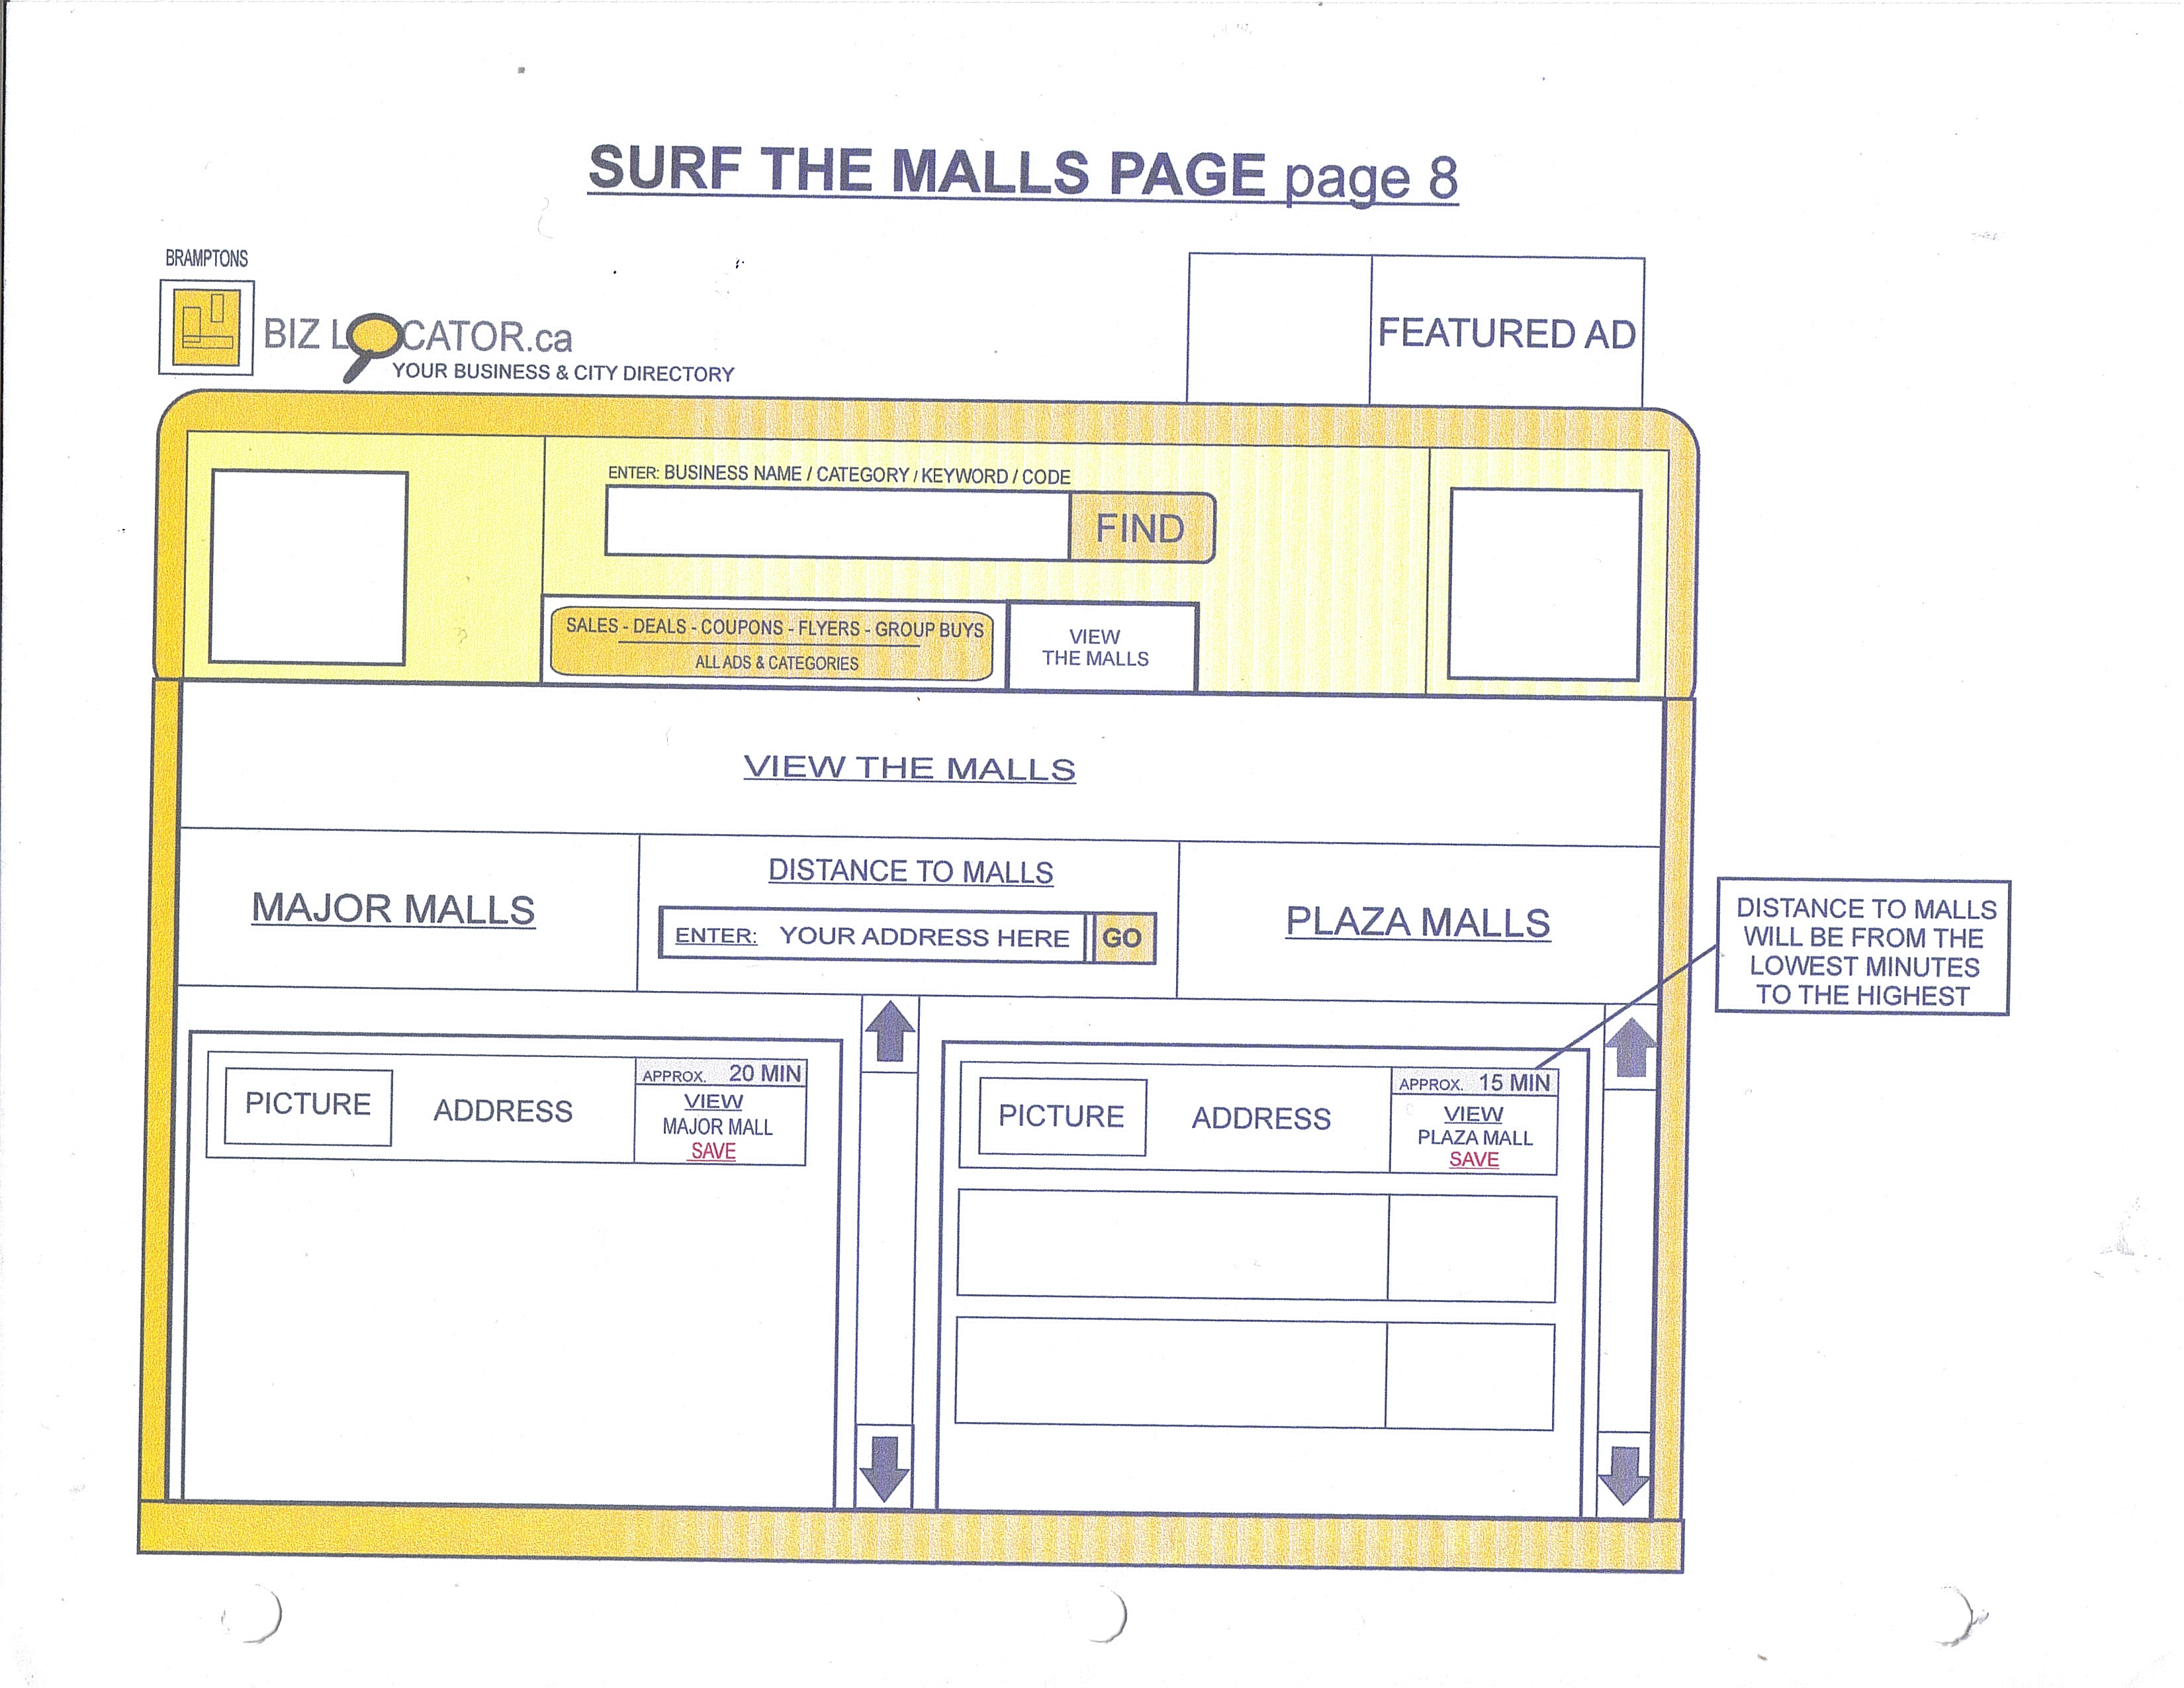 SURF THE MALLS PAGE page 8
BRAMPTONS
BIZ LOCATOR.ca
YOUR BUSINESS & CITY DIRECTORY
FEATURED AD
ENTER: BUSINESS NAME / CATEGORY / KEYWORD / CODE
FIND
SALES - DEALS - COUPONS - FLYERS - GROUP BUYS
ALL ADS & CATEGORIES
VIEW
THE MALLS
VIEW THE MALLS
MAJOR MALLS
DISTANCE TO MALLS
ENTER: YOUR ADDRESS HERE GO
PLAZA MALLS
DISTANCE TO MALLS
WILL BE FROM THE
LOWEST MINUTES
TO THE HIGHEST
PICTURE
ADDRESS
APPROX. 20 MIN
VIEW
MAJOR MALL
SAVE
PICTURE
ADDRESS
APPROX. 15 MIN
VIEW
PLAZA MALL
SAVE